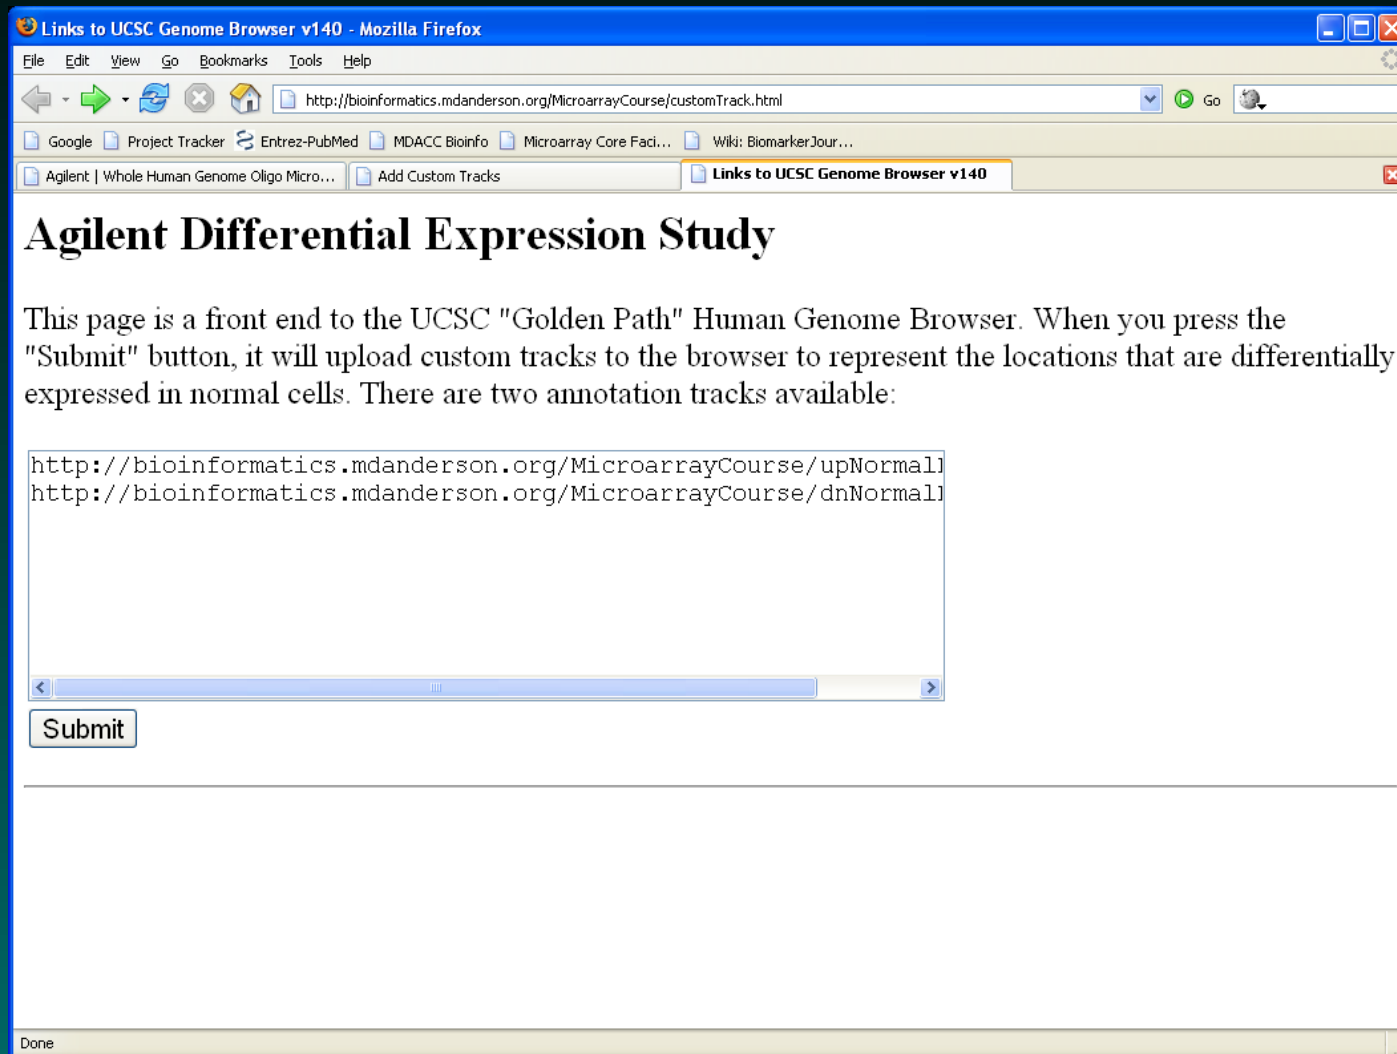 Links to UCSC Genome Browser v140 - Mozilla Firefox
File Edit View Go Bookmarks Tools Help
http://bioinformatics.mdanderson.org/MicroarrayCourse/customTrack.html Go
Google Project Tracker Entrez-PubMed MDACC Bioinfo Microarray Core Faci... Wiki: BiomarkerJour...
Agilent | Whole Human Genome Oligo Micro... Add Custom Tracks Links to UCSC Genome Browser v140
Agilent Differential Expression Study
This page is a front end to the UCSC "Golden Path" Human Genome Browser. When you press the
"Submit" button, it will upload custom tracks to the browser to represent the locations that are differentially
expressed in normal cells. There are two annotation tracks available:
http://bioinformatics.mdanderson.org/MicroarrayCourse/upNormal
http://bioinformatics.mdanderson.org/MicroarrayCourse/dnNormal
Submit
Done